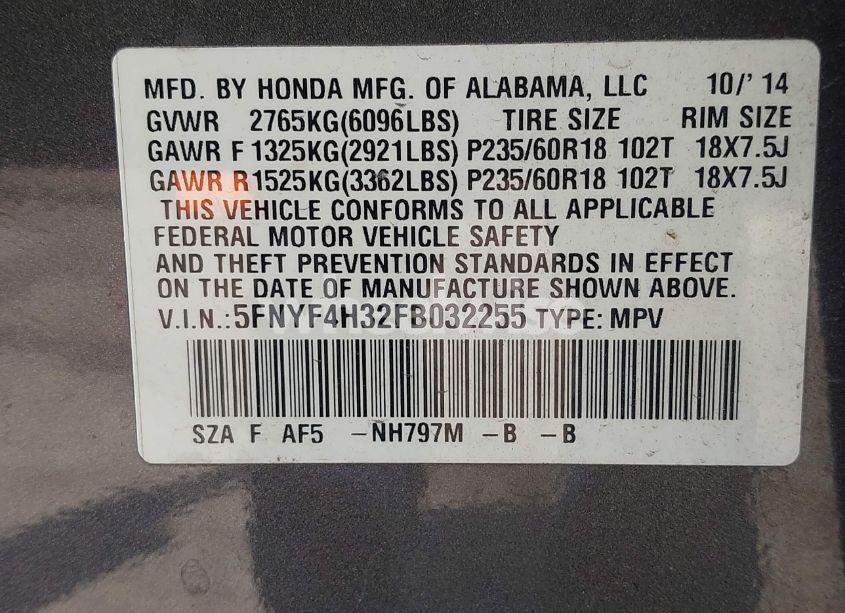 MFD. BY HONDA MFG. OF ALABAMA, LLC 10/'14
GVWR 2765KG(6096LBS) TIRE SIZE RIM SIZE
GAWR F 1325KG(2921LBS) P235/60R18 102T 18X7.5J
GAWR R 1525KG(3362LBS) P235/60R18 102T 18X7.5J
THIS VEHICLE CONFORMS TO ALL APPLICABLE
FEDERAL MOTOR VEHICLE SAFETY
AND THEFT PREVENTION STANDARDS IN EFFECT
ON THE DATE OF MANUFACTURE SHOWN ABOVE.
V.I.N.:5FNYF4H32FB032255 TYPE: MPV
SZA F AF5 -NH797M -B -B